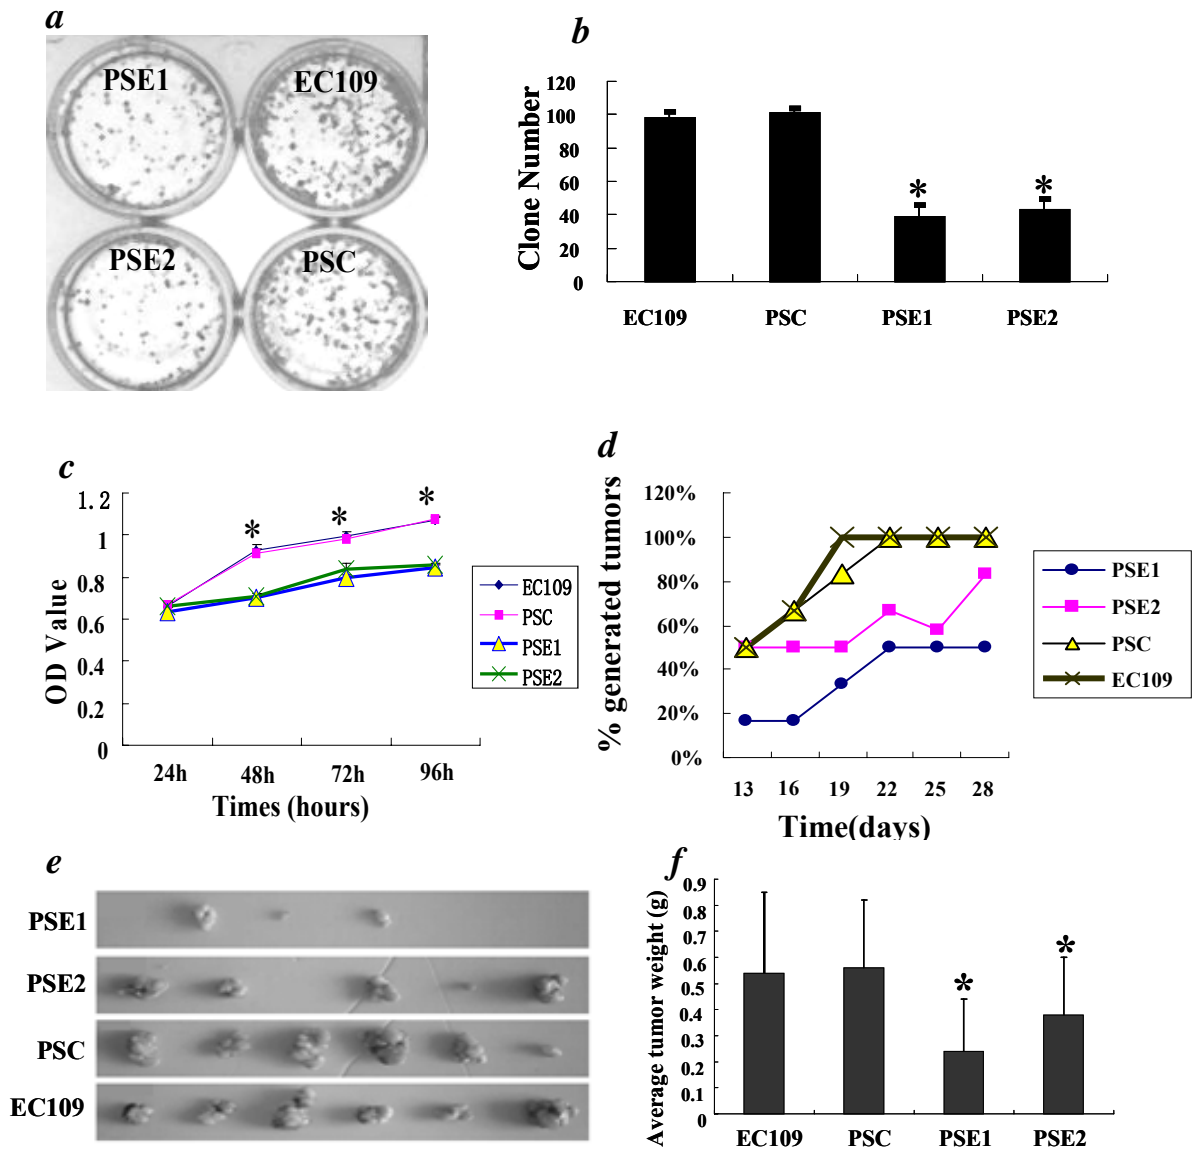 a
PSE1
EC109
PSE2
PSC
b
Clone Number
120
100
80
60
40
20
0
* *
EC109 PSC PSE1 PSE2
c
OD Value
1.2
1
0.8
0.6
0.4
0.2
0
* * *
24h 48h 72h 96h
Times (hours)
EC109
PSC
PSE1
PSE2
d
% generated tumors
120%
100%
80%
60%
40%
20%
0%
13 16 19 22 25 28
Time(days)
PSE1
PSE2
PSC
EC109
e
PSE1
PSE2
PSC
EC109
f
Average tumor weight (g)
0.9
0.8
0.7
0.6
0.5
0.4
0.3
0.2
0.1
0
* *
EC109 PSC PSE1 PSE2